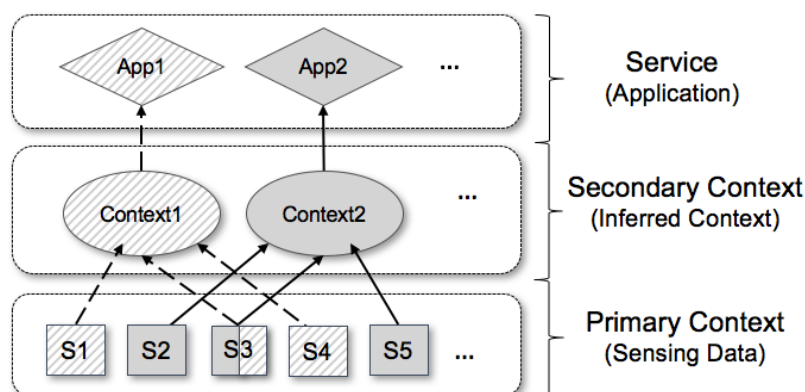 App1
App2
...
Service
(Application)
Context1
Context2
...
Secondary Context
(Inferred Context)
S1
S2
S3
S4
S5
...
Primary Context
(Sensing Data)